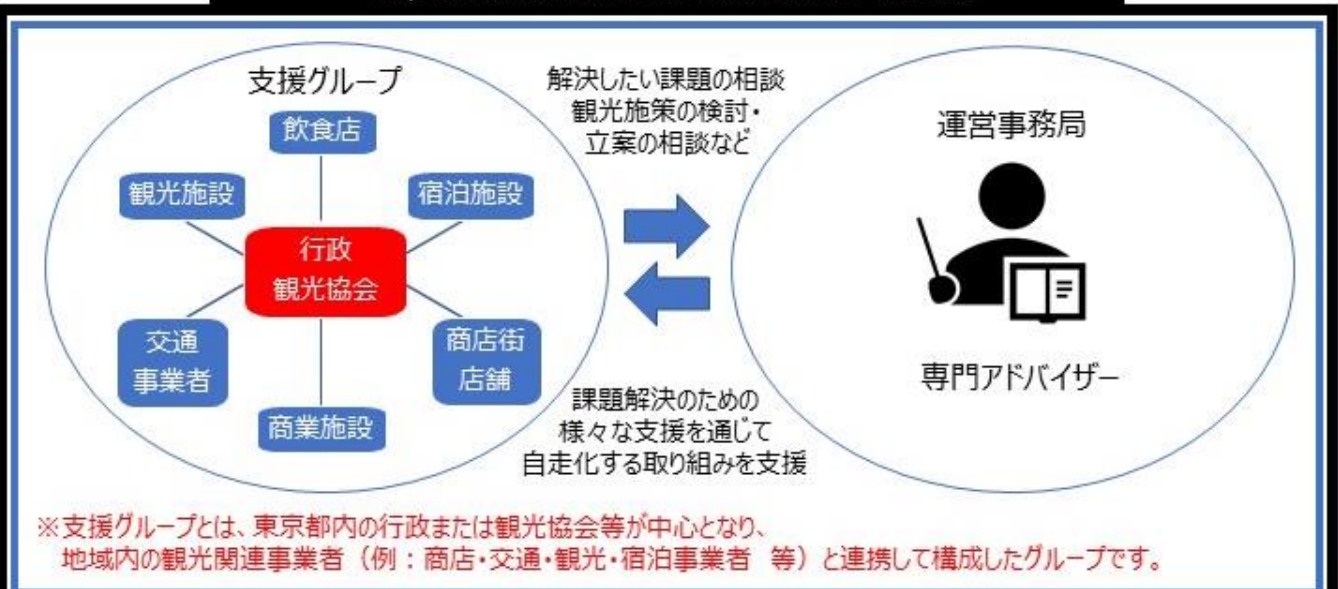 支援グループ
飲食店
観光施設
宿泊施設
行政
観光協会
交通
事業者
商店街
店舗
商業施設
解決したい課題の相談
観光施策の検討・
立案の相談など
課題解決のための
様々な支援を通じて
自走化する取り組みを支援
運営事務局
専門アドバイザー
※支援グループとは、東京都内の行政または観光協会等が中心となり、
地域内の観光関連事業者（例：商店・交通・観光・宿泊事業者 等）と連携して構成したグループです。